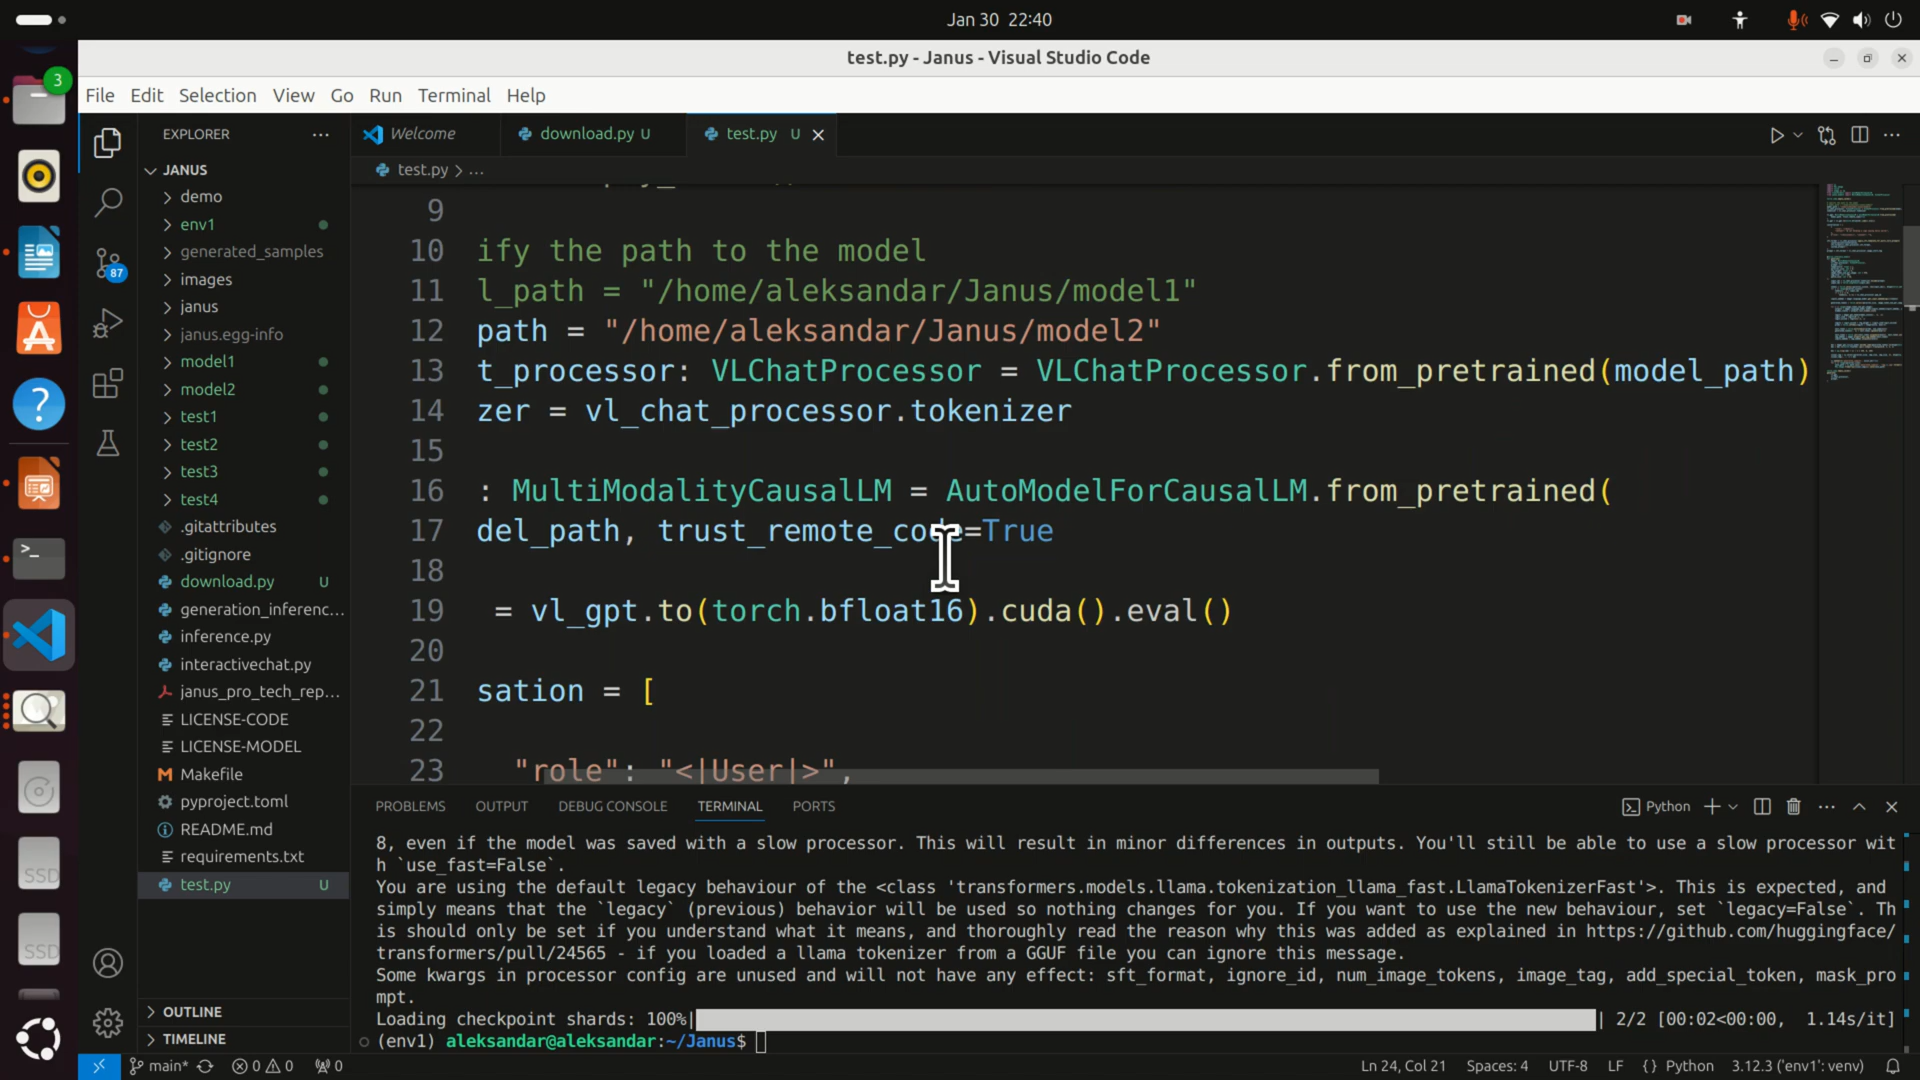 Jan 30 22:40
test.py - Janus - Visual Studio Code
File Edit Selection View Go Run Terminal Help
3
EXPLORER
JANUS
demo
env1
generated_samples
images
janus
janus.egg-info
model1
model2
test1
test2
test3
test4
.gitattributes
.gitignore
download.py U
generation_inferenc...
inference.py
interactivechat.py
janus_pro_tech_rep...
LICENSE-CODE
LICENSE-MODEL
Makefile
pyproject.toml
README.md
requirements.txt
test.py U
OUTLINE
TIMELINE
87
SSD
SSD
Welcome download.py U test.py U
test.py > ...
9
10 ify the path to the model
11 l_path = "/home/aleksandar/Janus/model1"
12 path = "/home/aleksandar/Janus/model2"
13 t_processor: VLChatProcessor = VLChatProcessor.from_pretrained(model_path)
14 zer = vl_chat_processor.tokenizer
15
16 : MultiModalityCausalLM = AutoModelForCausalLM.from_pretrained(
17 del_path, trust_remote_code=True
18
19 = vl_gpt.to(torch.bfloat16).cuda().eval()
20
21 sation = [
22
23 "role": "<|User|>",
PROBLEMS OUTPUT DEBUG CONSOLE TERMINAL PORTS
Python
8, even if the model was saved with a slow processor. This will result in minor differences in outputs. You'll still be able to use a slow processor wit
h `use_fast=False`.
You are using the default legacy behaviour of the <class 'transformers.models.llama.tokenization_llama_fast.LlamaTokenizerFast'>. This is expected, and
simply means that the `legacy` (previous) behavior will be used so nothing changes for you. If you want to use the new behaviour, set `legacy=False`. Th
is should only be set if you understand what it means, and thoroughly read the reason why this was added as explained in https://github.com/huggingface/
transformers/pull/24565 - if you loaded a llama tokenizer from a GGUF file you can ignore this message.
Some kwargs in processor config are unused and will not have any effect: sft_format, ignore_id, num_image_tokens, image_tag, add_special_token, mask_pro
mpt.
Loading checkpoint shards: 100%| | 2/2 [00:02<00:00, 1.14s/it]
(env1) aleksandar@aleksandar:~/Janus$
main* 0 0 0 Ln 24, Col 21 Spaces: 4 UTF-8 LF {} Python 3.12.3 ('env1': venv)